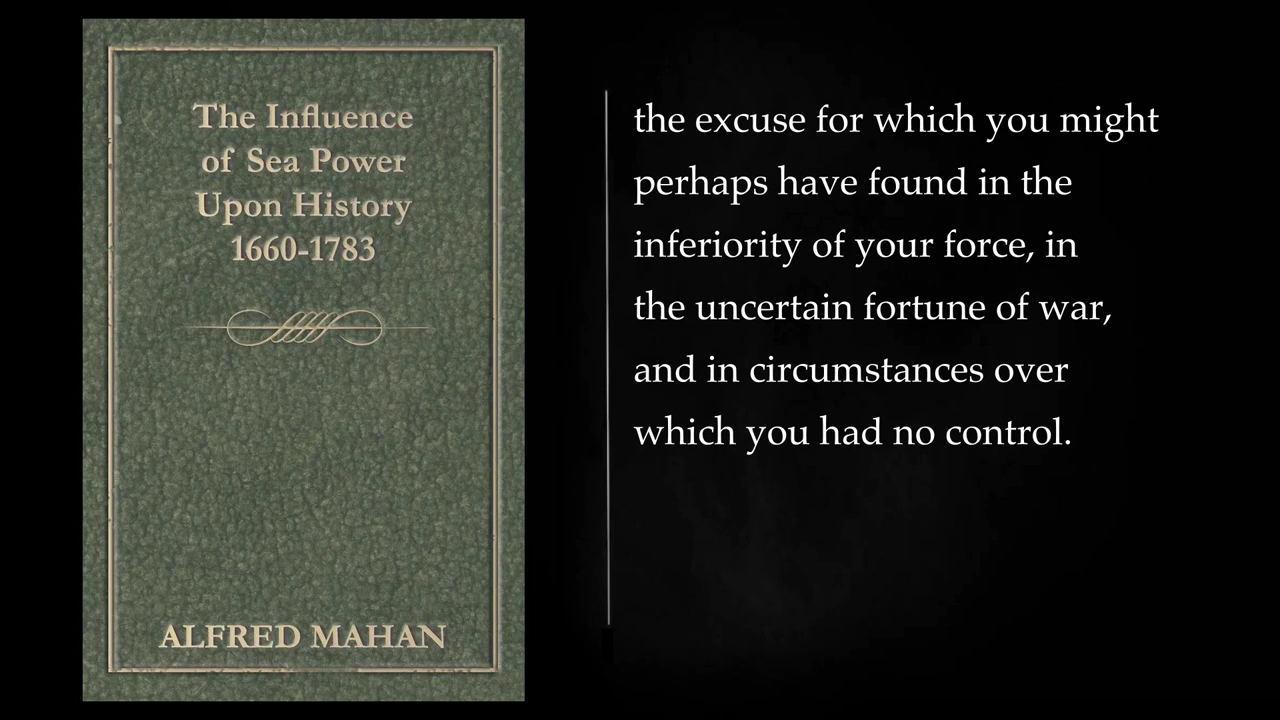 The Influence
of Sea Power
Upon History
1660-1783
ALFRED MAHAN
the excuse for which you might
perhaps have found in the
inferiority of your force, in
the uncertain fortune of war,
and in circumstances over
which you had no control.